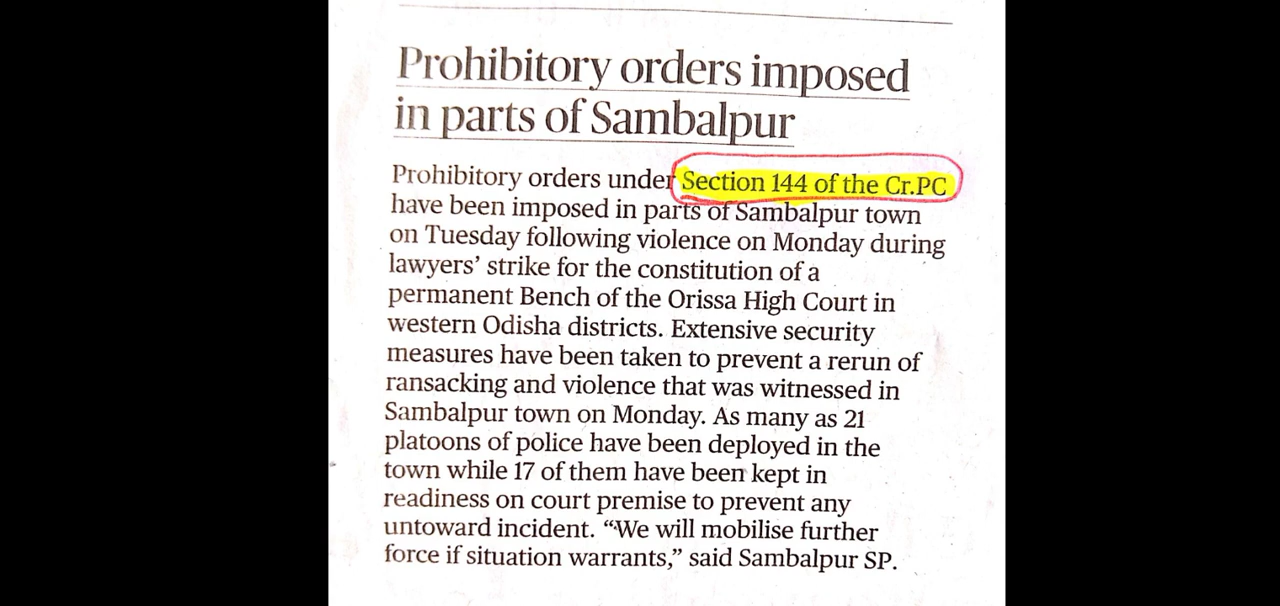 Prohibitory orders imposed
in parts of Sambalpur
Prohibitory orders under Section 144 of the Cr.PC
have been imposed in parts of Sambalpur town
on Tuesday following violence on Monday during
lawyers’ strike for the constitution of a
permanent Bench of the Orissa High Court in
western Odisha districts. Extensive security
measures have been taken to prevent a rerun of
ransacking and violence that was witnessed in
Sambalpur town on Monday. As many as 21
platoons of police have been deployed in the
town while 17 of them have been kept in
readiness on court premise to prevent any
untoward incident. “We will mobilise further
force if situation warrants,” said Sambalpur SP.